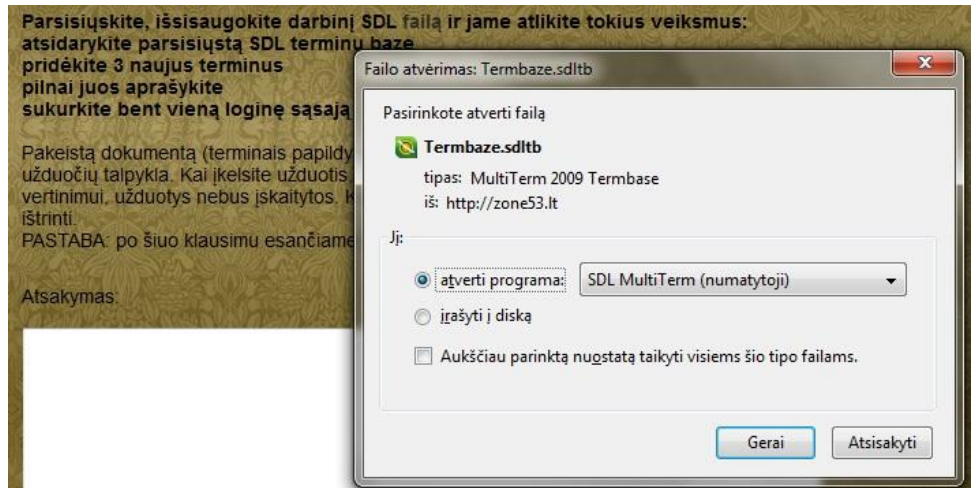 Parsisiųskite, išsisaugokite darbinį SDL failą ir jame atlikite tokius veiksmus:
atsidarykite parsisiųstą SDL terminų bazę
pridėkite 3 naujus terminus
pilnai juos aprašykite
sukurkite bent vieną loginę sąsają
Pakeistą dokumentą (terminais papildy
užduočių talpykla. Kai įkelsite užduotis
vertinimui, užduotys nebus įskaitytos. K
ištrinti.
PASTABA: po šiuo klausimu esančiame
Atsakymas:
Failo atvėrimas: Termbaze.sdltb
Pasirinkote atverti failą
Termbaze.sdltb
tipas: MultiTerm 2009 Termbase
iš: http://zone53.lt
Jį:
atverti programa: SDL MultiTerm (numatytoji)
įrašyti į diską
Aukščiau parinktą nuostatą taikyti visiems šio tipo failams.
Gerai Atsisakyti